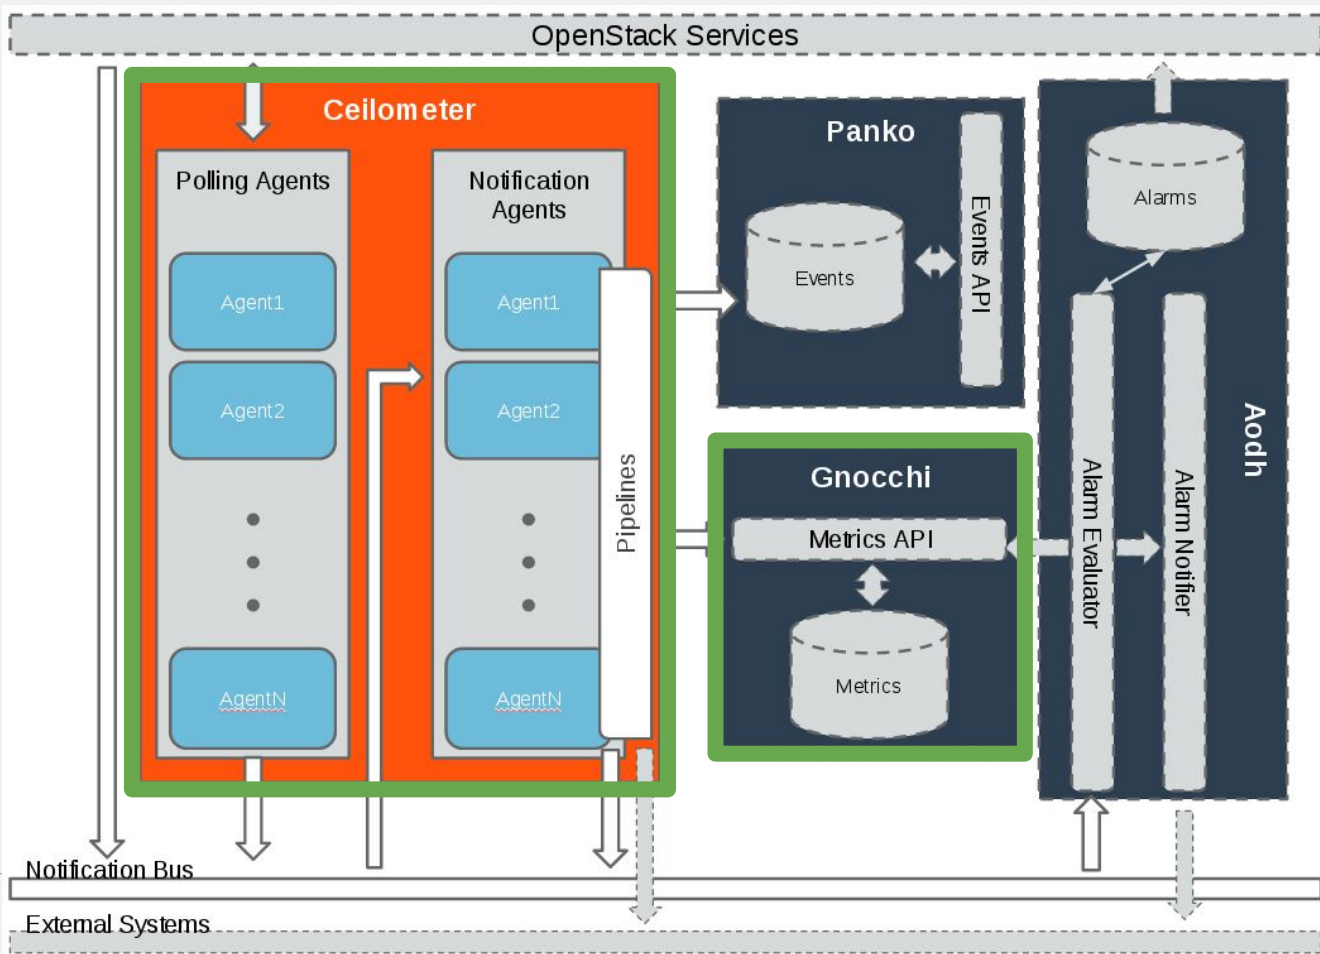 OpenStack Services
Ceilometer
Polling Agents
Agent1
Agent2
AgentN
Notification
Agents
Agent1
Agent2
AgentN
Pipelines
Panko
Events
Events API
Gnocchi
Metrics API
Metrics
Alarms
Alarm Evaluator
Alarm Notifier
Aodh
Notification Bus
External Systems